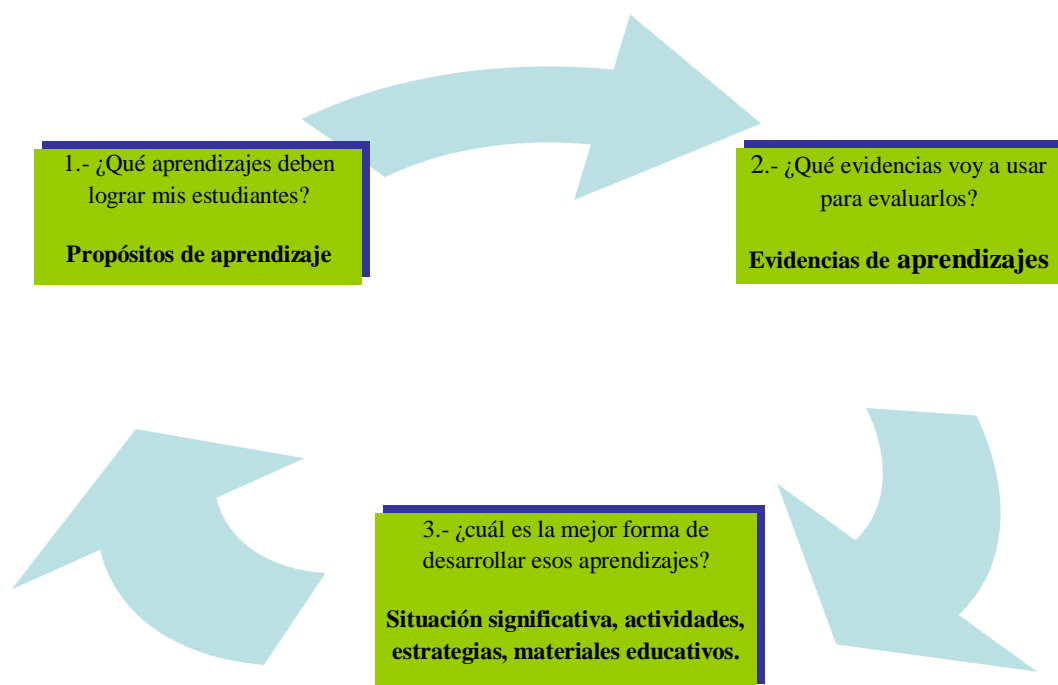 1.- ¿Qué aprendizajes deben
lograr mis estudiantes?
Propósitos de aprendizaje
2.- ¿Qué evidencias voy a usar
para evaluarlos?
Evidencias de aprendizajes
3.- ¿cuál es la mejor forma de
desarrollar esos aprendizajes?
Situación significativa, actividades,
estrategias, materiales educativos.